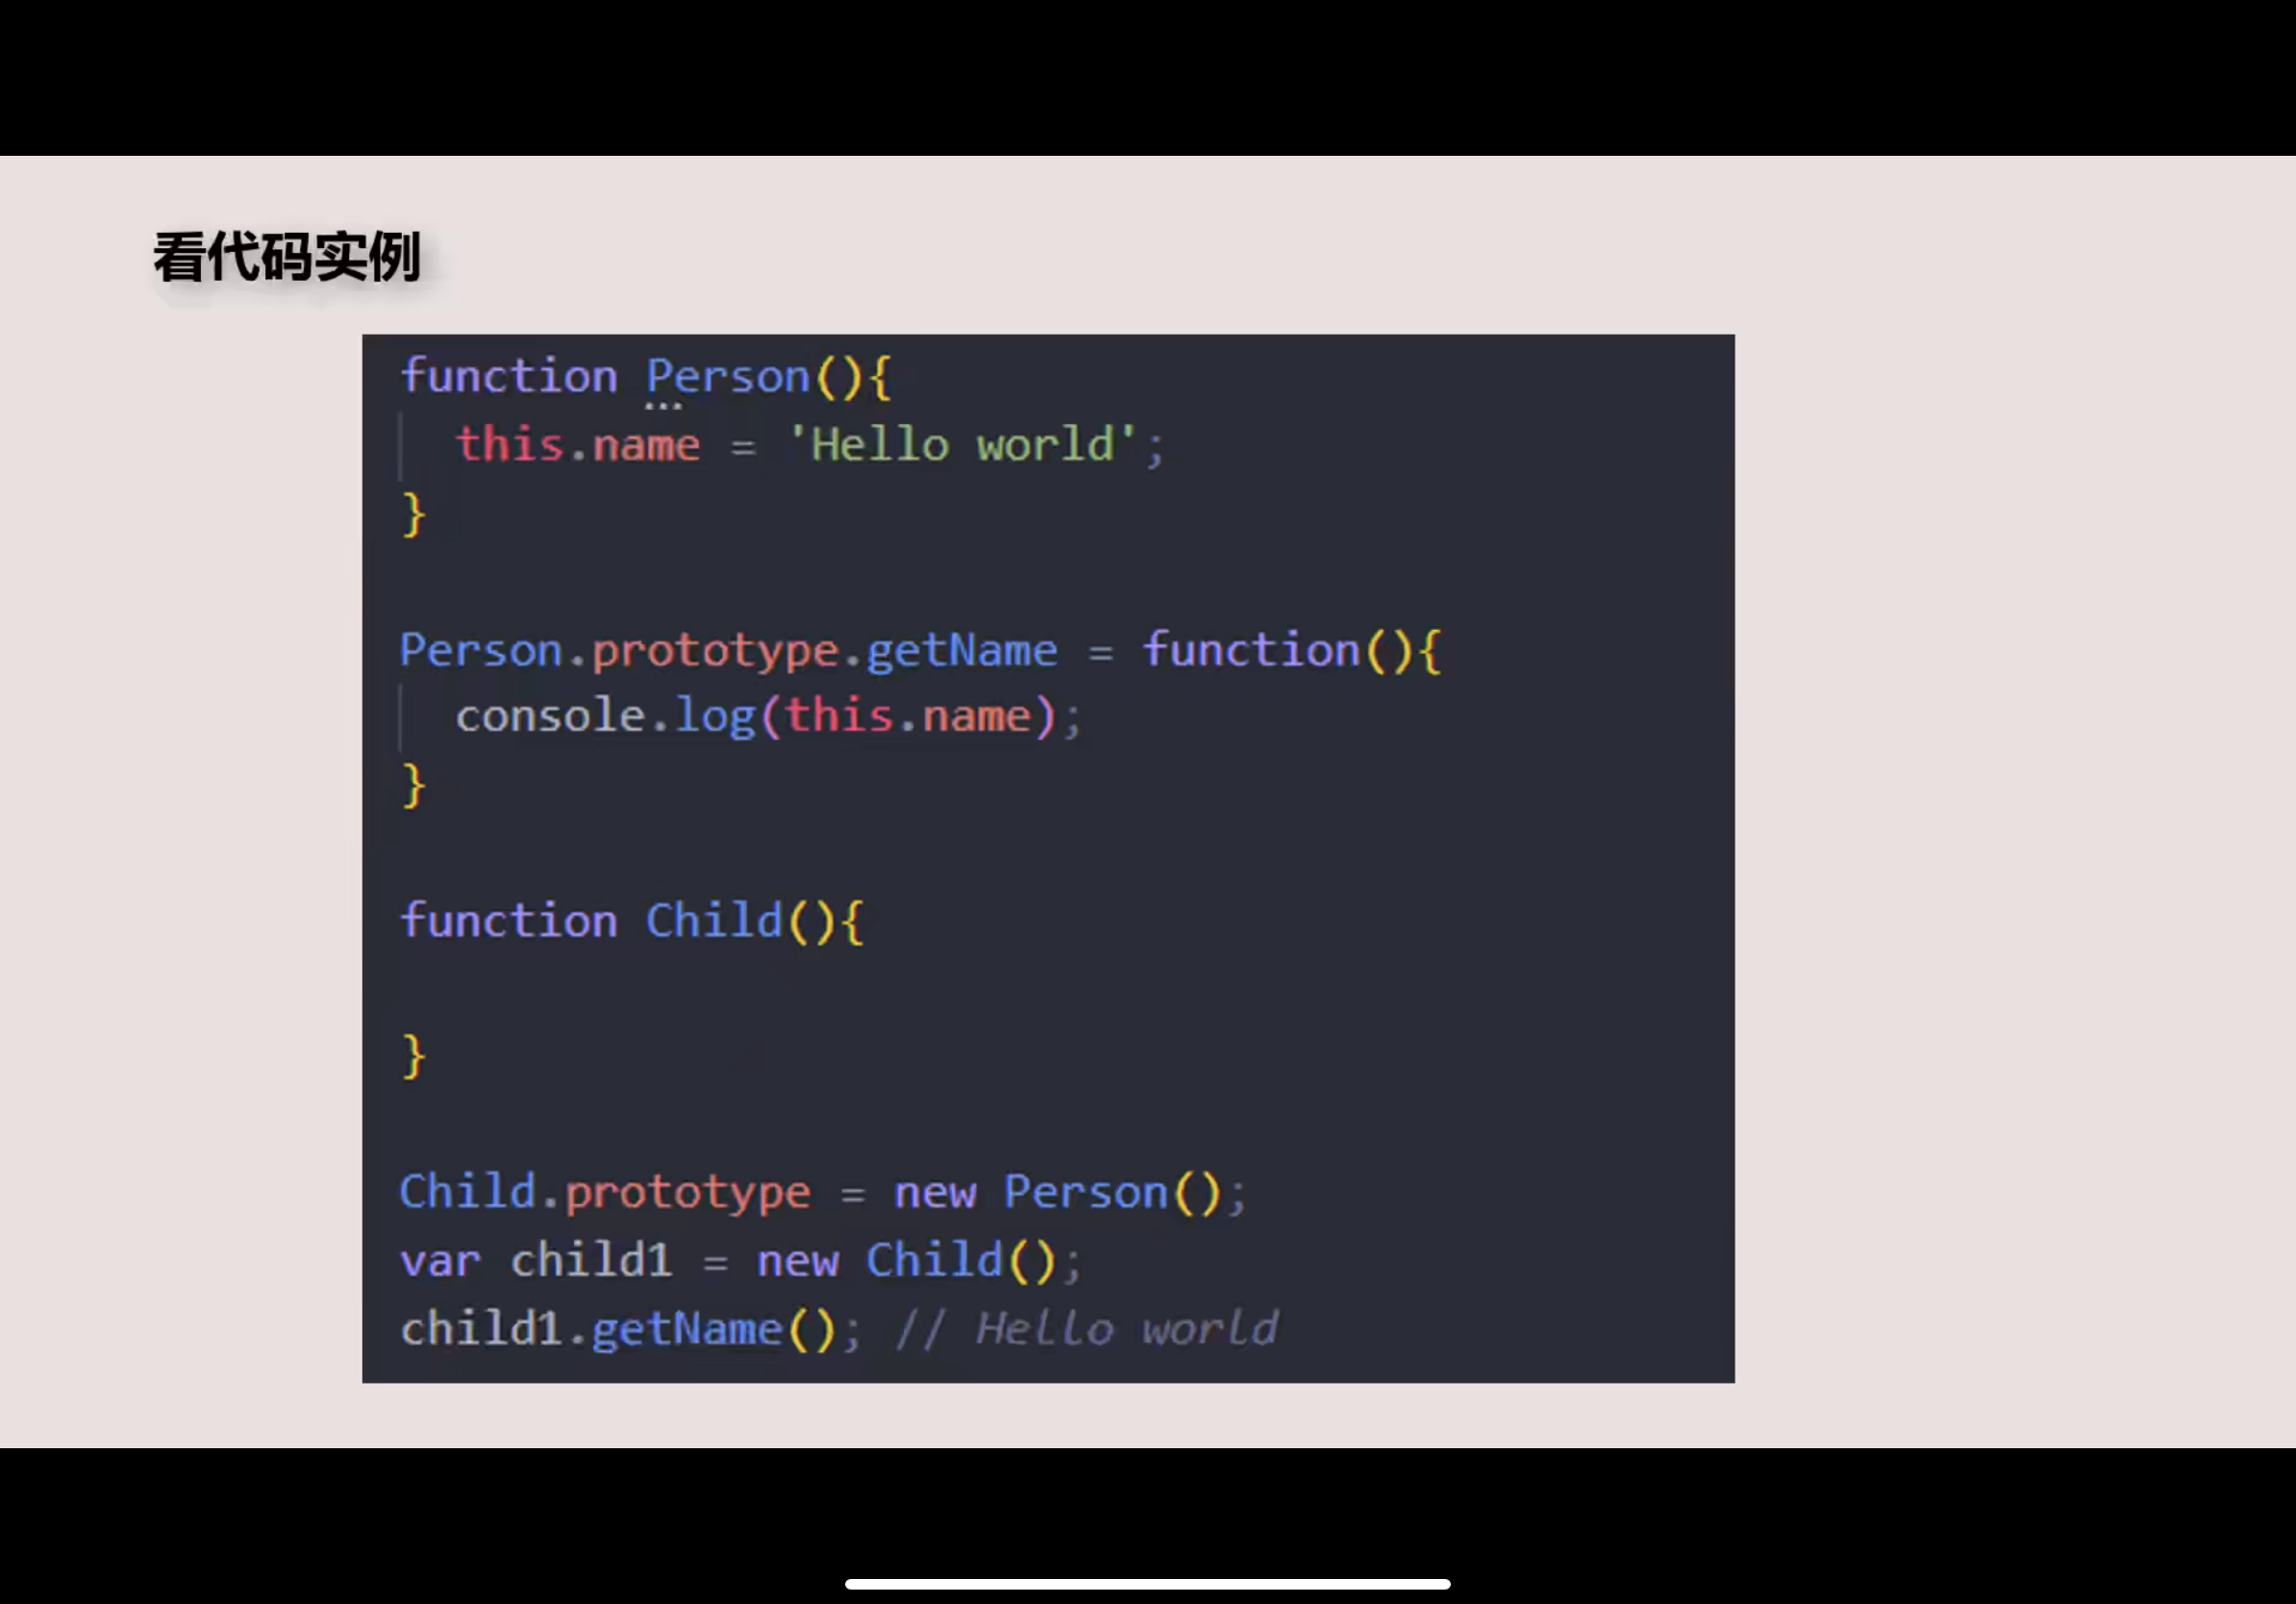 看代码实例
function Person(){
  this.name = 'Hello world';
}
Person.prototype.getName = function(){
  console.log(this.name);
}
function Child(){
}
Child.prototype = new Person();
var child1 = new Child();
child1.getName(); // Hello world